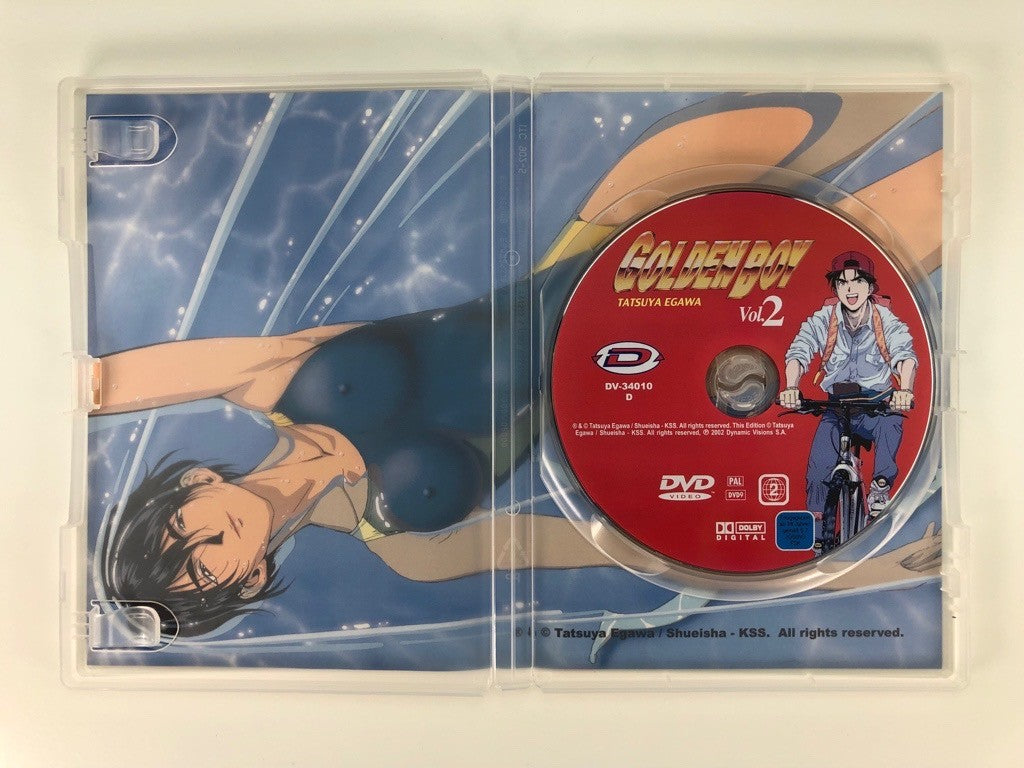 GOLDEN BOY
TATSUYA EGAWA
Vol.2
D
DV-34010
D
® & © Tatsuya Egawa / Shueisha - KSS. All rights reserved. This Edition © Tatsuya
Egawa / Shueisha - KSS. All rights reserved, ℗ 2002 Dynamic Visions S.A.
DVD
VIDEO
PAL
DVD9
2
DOLBY
DIGITAL
© Tatsuya Egawa / Shueisha - KSS. All rights reserved.